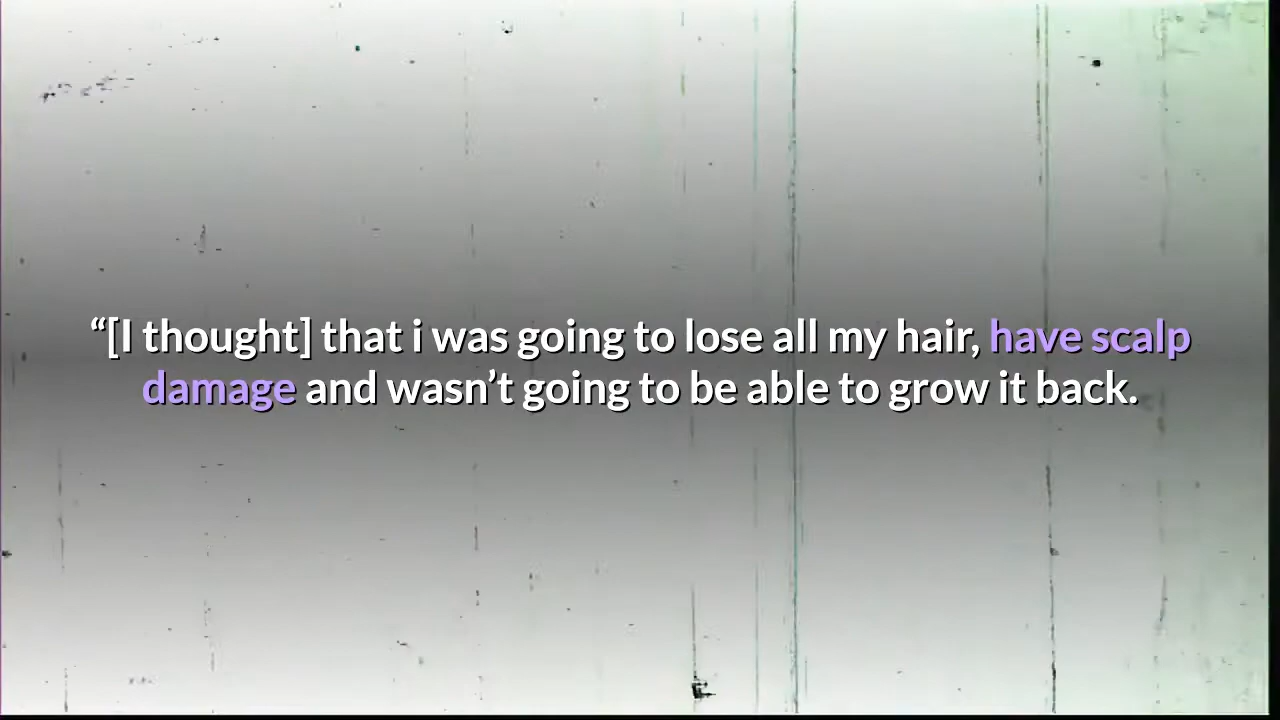 “[I thought] that i was going to lose all my hair, have scalp
damage and wasn’t going to be able to grow it back.